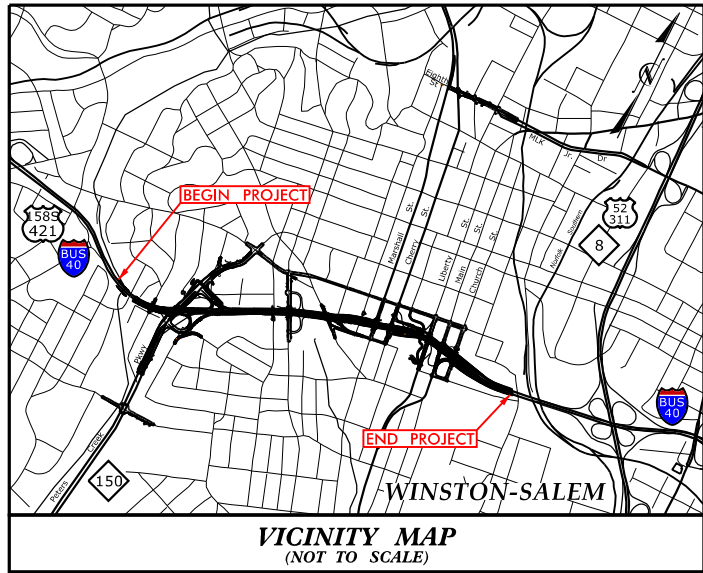 Eighth
St.
MLK
Jr.
Dr
BEGIN PROJECT
158S
421
BUS
40
Marshall
St.
Cherry
St.
Liberty
St.
Main
St.
Church
St.
Norfolk
Southern
52
311
8
Peters
Creek
Pkwy
150
END PROJECT
BUS
40
WINSTON-SALEM
VICINITY MAP
(NOT TO SCALE)